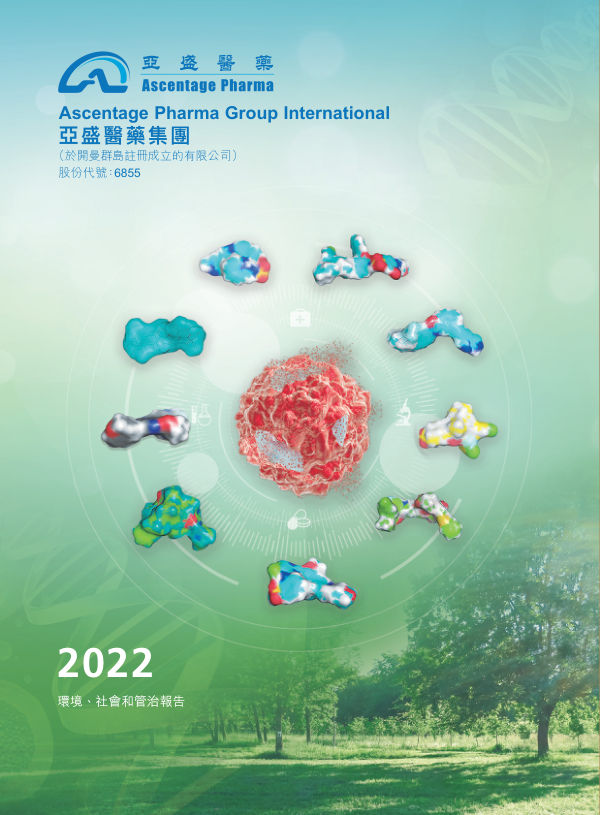 亞盛醫藥
Ascentage Pharma
Ascentage Pharma Group International
亞盛醫藥集團
(於開曼群島註冊成立的有限公司)
股份代號：6855
2022
環境、社會和管治報告